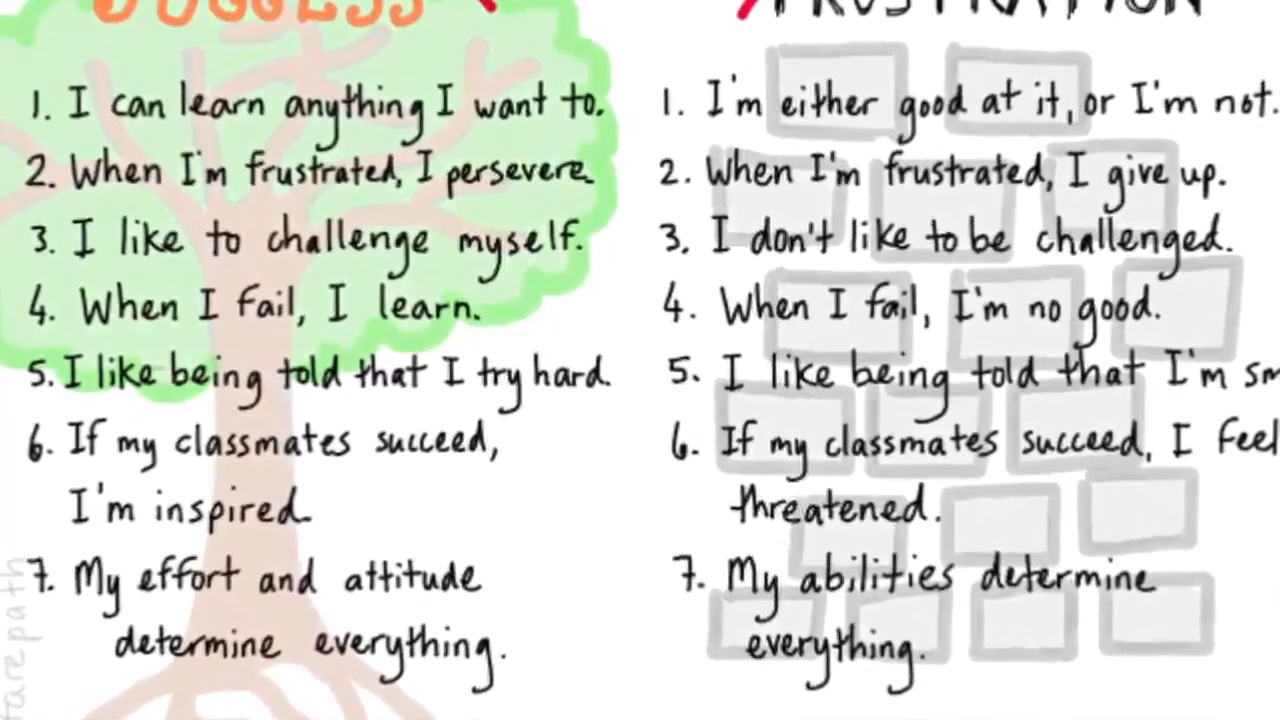 SUCCESS
FRUSTRATION
1. I can learn anything I want to.
2. When I'm frustrated, I persevere.
3. I like to challenge myself.
4. When I fail, I learn.
5. I like being told that I try hard.
6. If my classmates succeed,
I'm inspired.
7. My effort and attitude
determine everything.
1. I'm either good at it, or I'm not.
2. When I'm frustrated, I give up.
3. I don't like to be challenged.
4. When I fail, I'm no good.
5. I like being told that I'm sm
6. If my classmates succeed, I feel
threatened.
7. My abilities determine
everything.